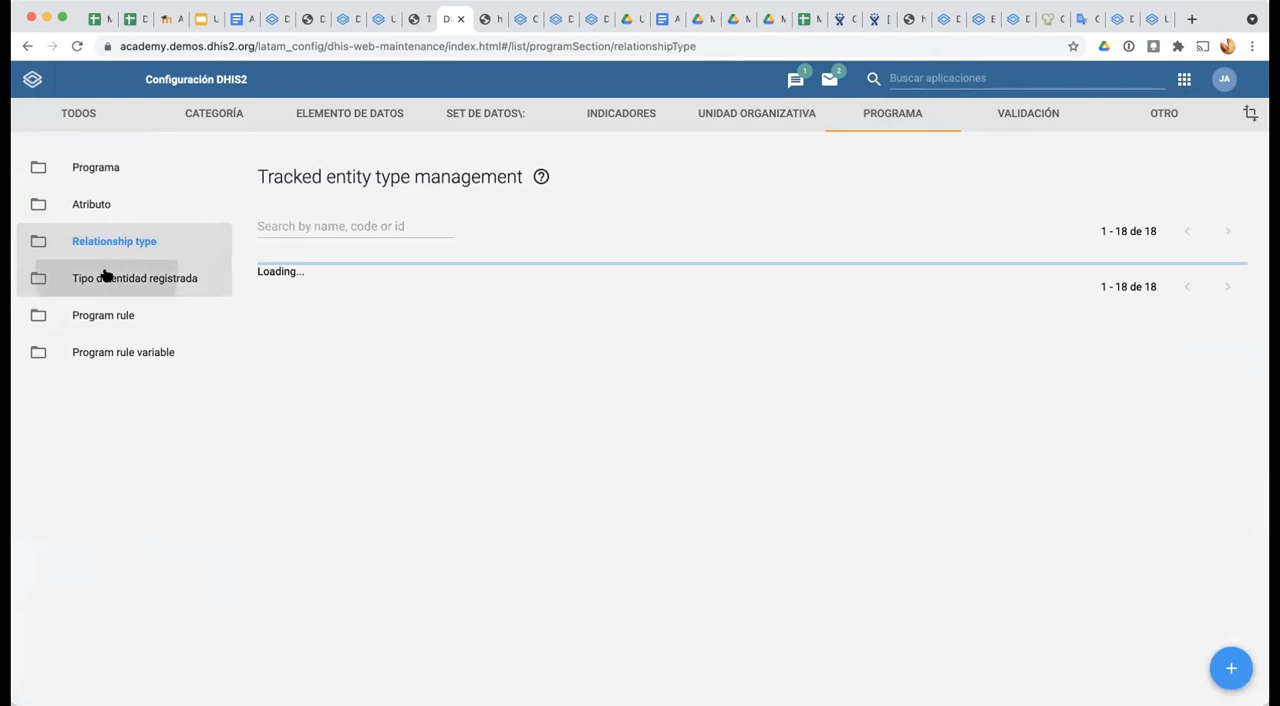 academy.demos.dhis2.org/latam_config/dhis-web-maintenance/index.html#/list/programSection/relationshipType
Configuración DHIS2
1
2
Buscar aplicaciones
JA
TODOS
CATEGORÍA
ELEMENTO DE DATOS
SET DE DATOS\:
INDICADORES
UNIDAD ORGANIZATIVA
PROGRAMA
VALIDACIÓN
OTRO
Programa
Atributo
Relationship type
Tipo de entidad registrada
Program rule
Program rule variable
Tracked entity type management
Search by name, code or id
1 - 18 de 18
Loading...
1 - 18 de 18